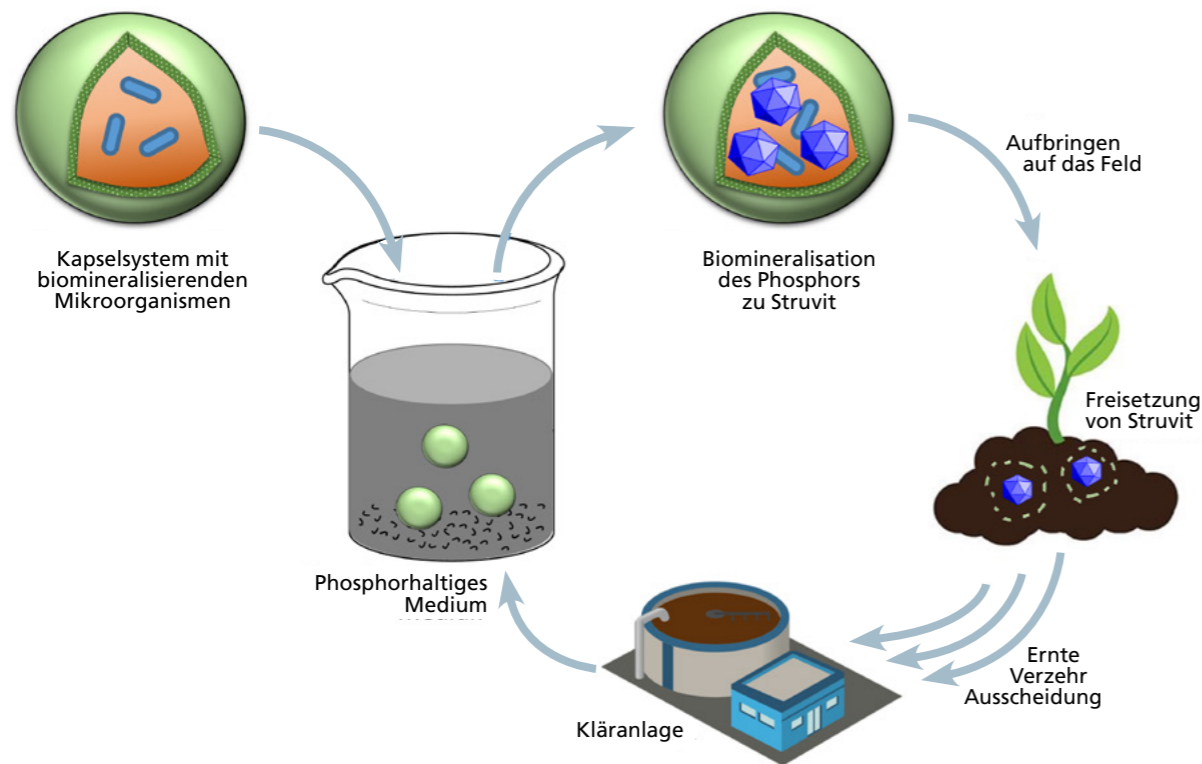 Kapselsystem mit
biomineralisierenden
Mikroorganismen
Biomineralisation
des Phosphors
zu Struvit
Aufbringen
auf das Feld
Freisetzung
von Struvit
Phosphorhaltiges
Medium
Kläranlage
Ernte
Verzehr
Ausscheidung